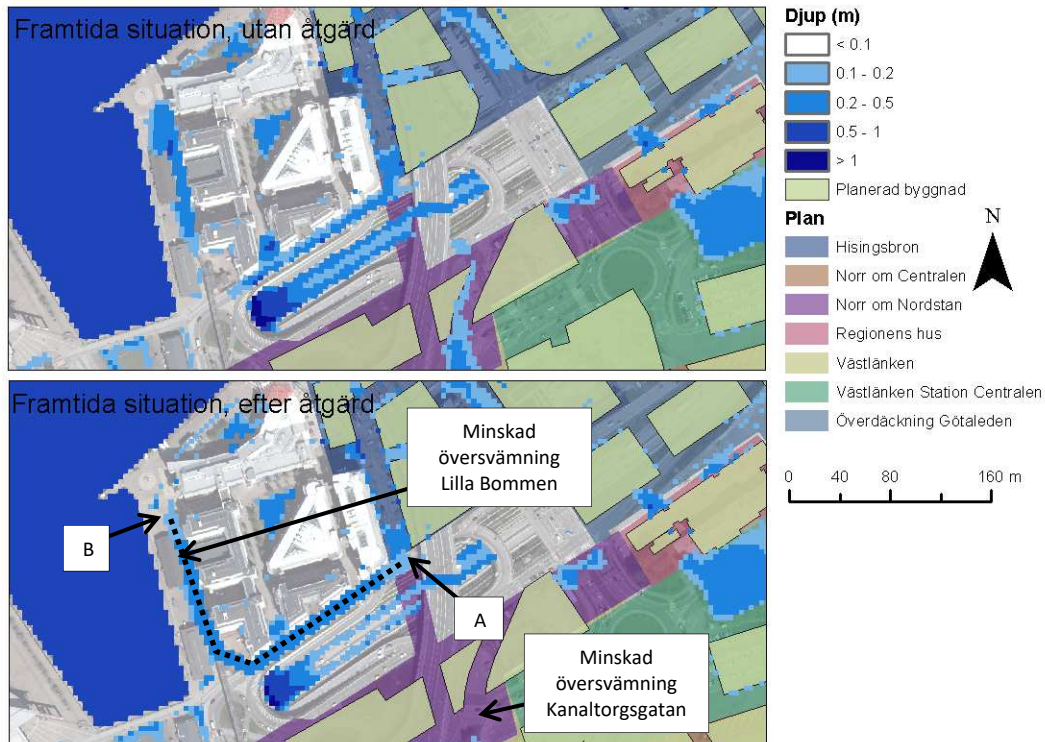 Framtida situation, utan åtgärd
Framtida situation, efter åtgärd
Minskad
översvämning
Lilla Bommen
B
A
Minskad
översvämning
Kanaltorgsgatan
Djup (m)
< 0.1
0.1 - 0.2
0.2 - 0.5
0.5 - 1
> 1
Planerad byggnad
Plan
Hisingsbron
Norr om Centralen
Norr om Nordstan
Regionens hus
Västlänken
Västlänken Station Centralen
Överdäckning Götaleden
N
0 40 80 160 m